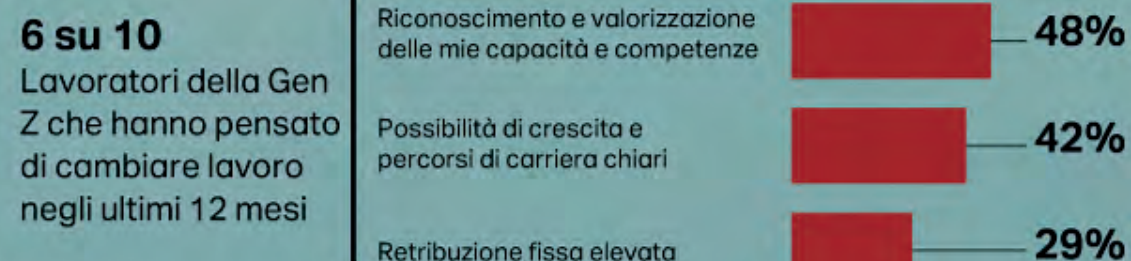 6 su 10
Lavoratori della Gen
Z che hanno pensato
di cambiare lavoro
negli ultimi 12 mesi
Riconoscimento e valorizzazione
delle mie capacità e competenze
48%
Possibilità di crescita e
percorsi di carriera chiari
42%
Retribuzione fissa elevata
29%